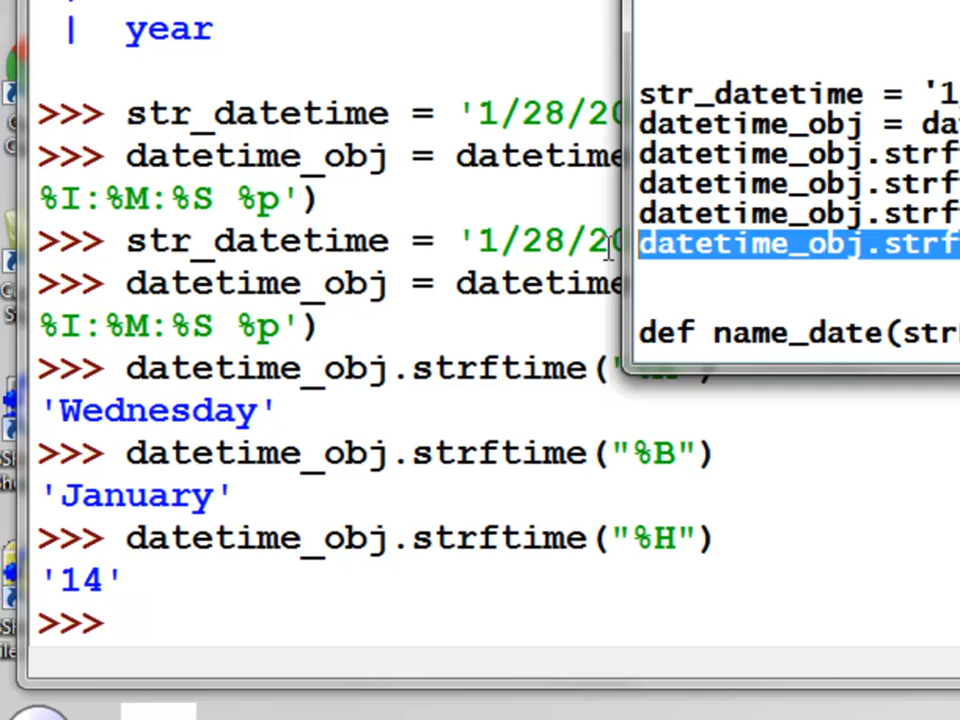 | year
>>> str_datetime = '1/28/20
>>> datetime_obj = datetime
%I:%M:%S %p')
>>> str_datetime = '1/28/20
>>> datetime_obj = datetime
%I:%M:%S %p')
>>> datetime_obj.strftime("
'Wednesday'
>>> datetime_obj.strftime("%B")
'January'
>>> datetime_obj.strftime("%H")
'14'
>>>
str_datetime = '1/
datetime_obj = dat
datetime_obj.strf
datetime_obj.strf
datetime_obj.strf
datetime_obj.strf
def name_date(str